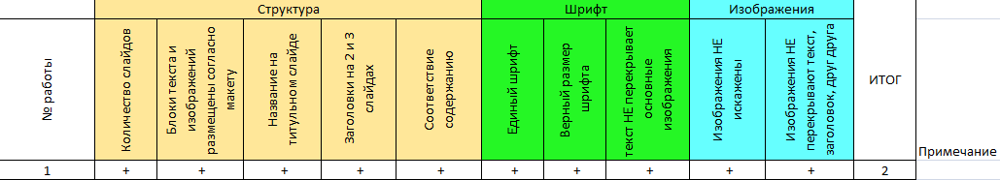 Структура
Шрифт
Изображения
№ работы
Количество слайдов
Блоки текста и
изображений
размещены согласно
макету
Название на
титульном слайде
Заголовки на 2 и 3
слайдах
Соответствие
содержанию
Единый шрифт
Верный размер
шрифта
текст НЕ перекрывает
основные
изображения
Изображения НЕ
искажены
Изображения НЕ
перекрывают текст,
заголовок, друг друга
ИТОГ
Примечание
1 + + + + + + + + + + 2